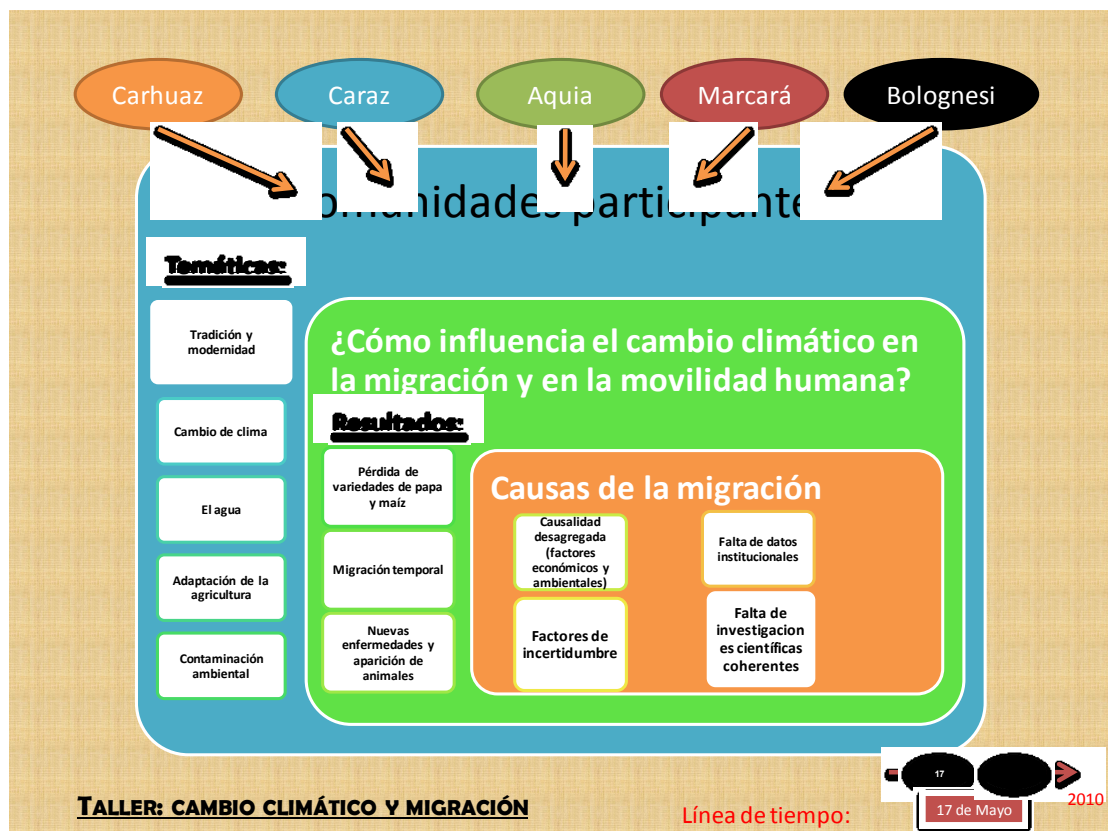 Carhuaz
Caraz
Aquia
Marcará
Bolognesi
omunidades participante
Temáticas:
Tradición y
modernidad
Cambio de clima
El agua
Adaptación de la
agricultura
Contaminación
ambiental
¿Cómo influencia el cambio climático en
la migración y en la movilidad humana?
Resultados:
Pérdida de
variedades de papa
y maíz
Migración temporal
Nuevas
enfermedades y
aparición de
animales
Causas de la migración
Causalidad
desagregada
(factores
económicos y
ambientales)
Falta de datos
institucionales
Factores de
incertidumbre
Falta de
investigacion
es científicas
coherentes
TALLER: CAMBIO CLIMÁTICO Y MIGRACIÓN
Línea de tiempo:
17
17 de Mayo
2010